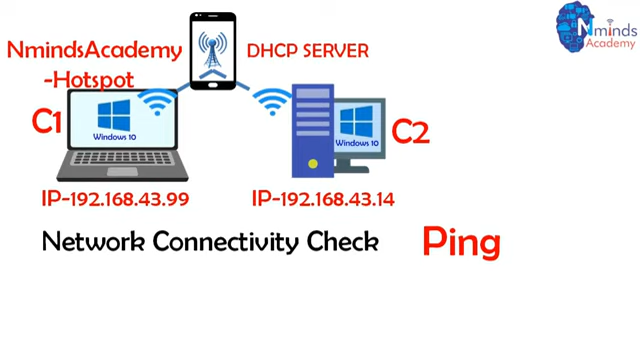 NmindsAcademy
-Hotspot
DHCP SERVER
Nminds
Academy
C1
Windows 10
Windows 10
C2
IP-192.168.43.99
IP-192.168.43.14
Network Connectivity Check
Ping